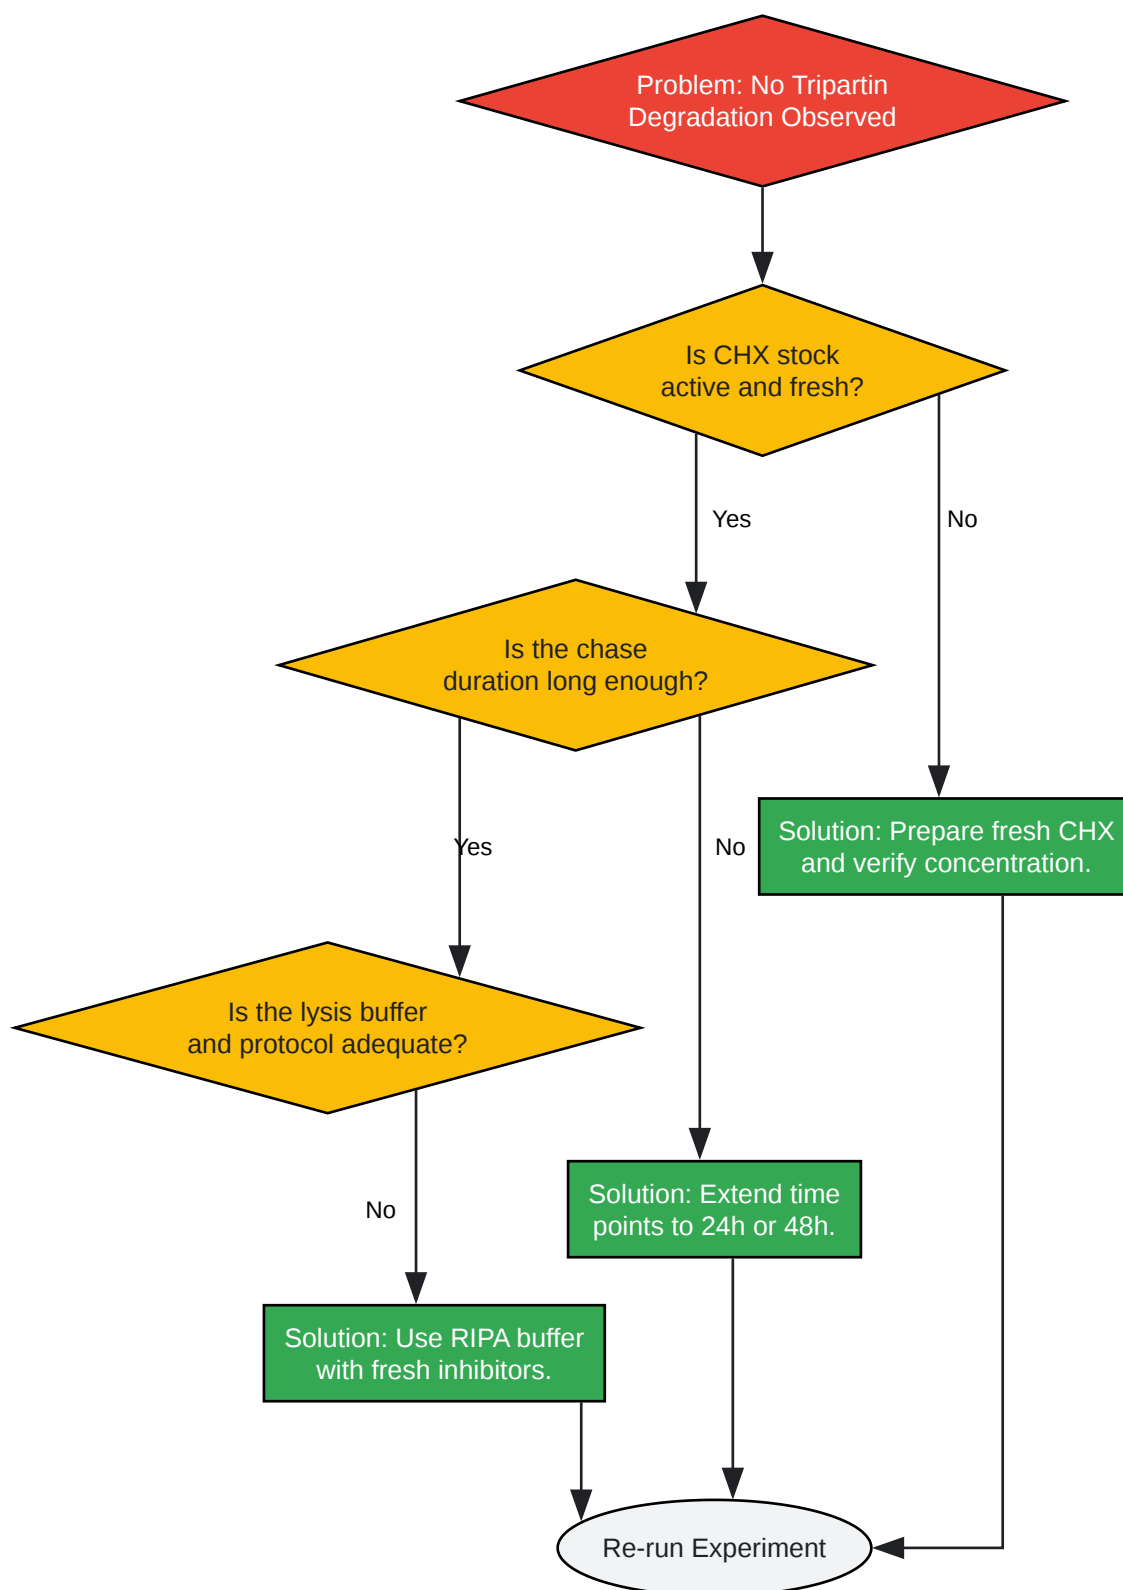 Problem: No Tripartin
Degradation Observed
Is CHX stock
active and fresh?
Yes
No
Is the chase
duration long enough?
Solution: Prepare fresh CHX
and verify concentration.
Yes
No
Is the lysis buffer
and protocol adequate?
No
Solution: Extend time
points to 24h or 48h.
Solution: Use RIPA buffer
with fresh inhibitors.
Re-run Experiment